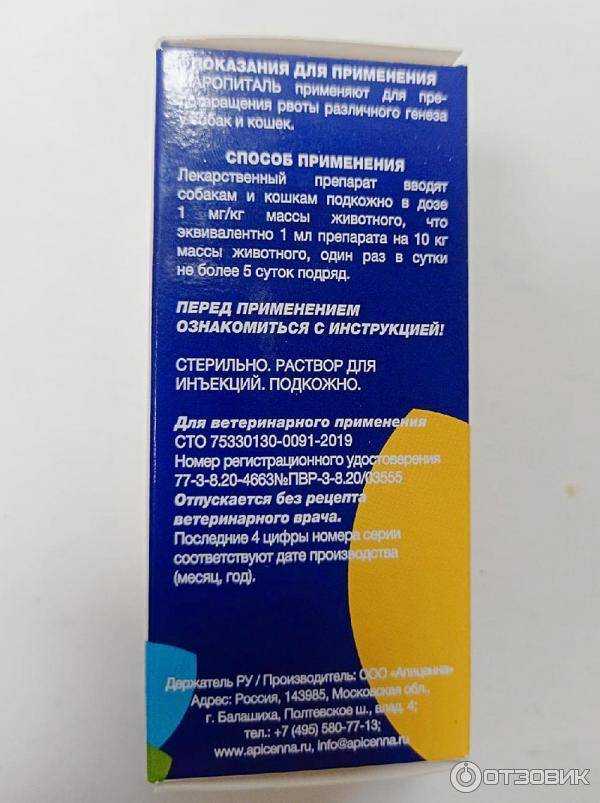 ПОКАЗАНИЯ ДЛЯ ПРИМЕНЕНИЯ
МАРОПИТАЛЬ применяют для пре-
дотвращения рвоты различного генеза
у собак и кошек.
СПОСОБ ПРИМЕНЕНИЯ
Лекарственный препарат вводят
собакам и кошкам подкожно в дозе
1 мг/кг массы животного, что
эквивалентно 1 мл препарата на 10 кг
массы животного, один раз в сутки
не более 5 суток подряд.
ПЕРЕД ПРИМЕНЕНИЕМ
ОЗНАКОМИТЬСЯ С ИНСТРУКЦИЕЙ!
СТЕРИЛЬНО. РАСТВОР ДЛЯ
ИНЪЕКЦИЙ. ПОДКОЖНО.
Для ветеринарного применения
СТО 75330130-0091-2019
Номер регистрационного удостоверения
77-3-8.20-4663№ПВР-3-8.20/03555
Отпускается без рецепта
ветеринарного врача.
Последние 4 цифры номера серии
соответствуют дате производства
(месяц, год).
Держатель РУ / Производитель: ООО «Апиценна»
Адрес: Россия, 143985, Московская обл.,
г. Балашиха, Полтевское ш., влад. 4;
тел.: +7 (495) 580-77-13;
www.apicenna.ru, info@apicenna.ru
ОТЗОВИК